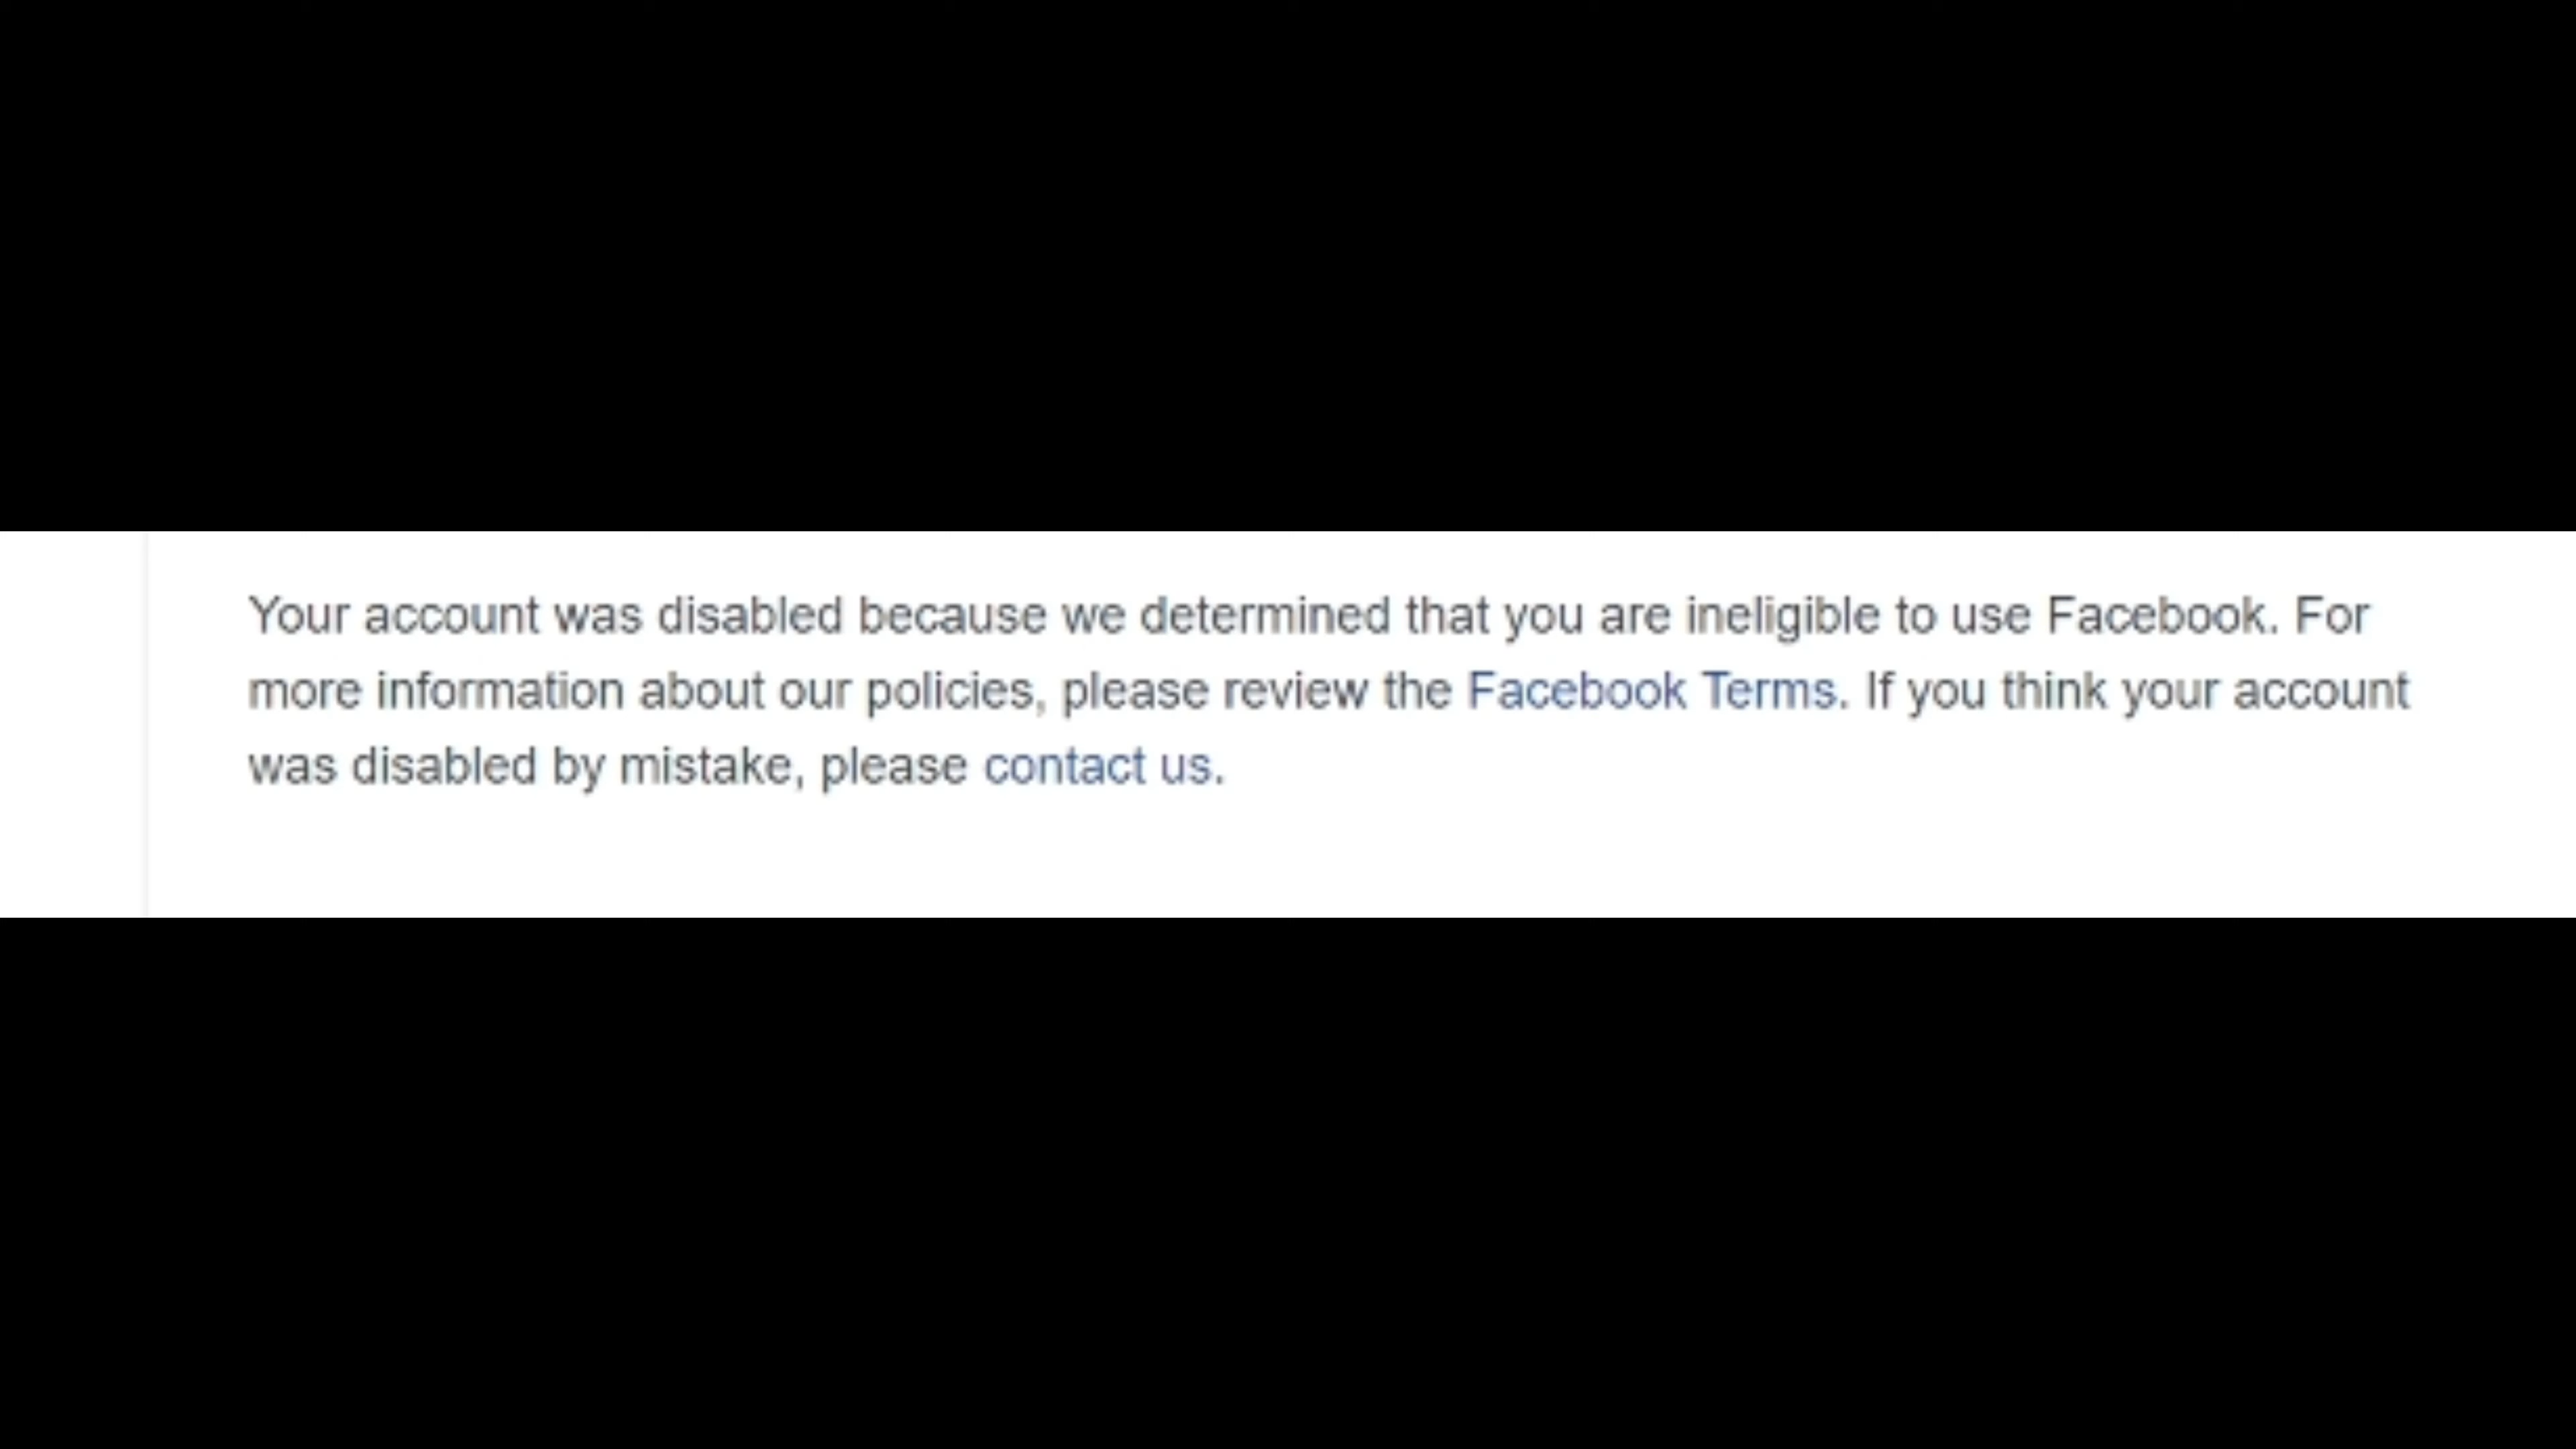 Your account was disabled because we determined that you are ineligible to use Facebook. For
more information about our policies, please review the Facebook Terms. If you think your account
was disabled by mistake, please contact us.